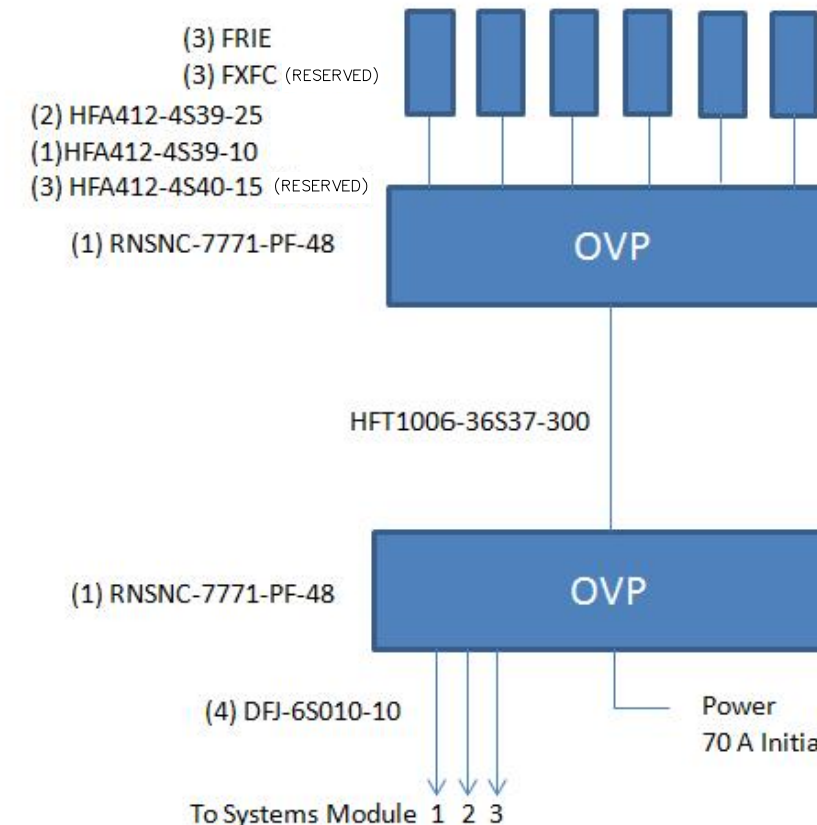 (3) FRIE
(3) FXFC (RESERVED)
(2) HFA412-4S39-25
(1)HFA412-4S39-10
(3) HFA412-4S40-15 (RESERVED)
(1) RNSNC-7771-PF-48
OVP
HFT1006-36S37-300
(1) RNSNC-7771-PF-48
OVP
(4) DFJ-6S010-10
Power
70 A Initia
To Systems Module 1 2 3